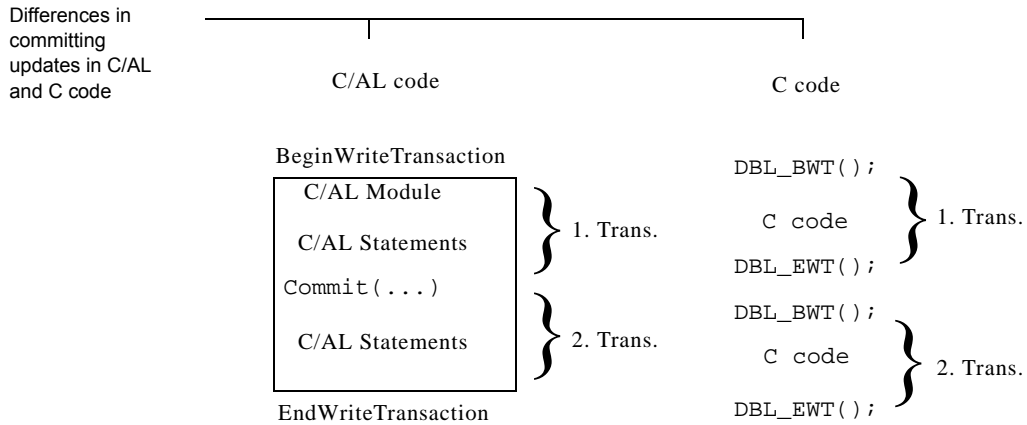 Differences in
committing
updates in C/AL
and C code
C/AL code
BeginWriteTransaction
C/AL Module
C/AL Statements
Commit(...)
C/AL Statements
EndWriteTransaction
1. Trans.
2. Trans.
C code
DBL_BWT();
C code
DBL_EWT();
DBL_BWT();
C code
DBL_EWT();
1. Trans.
2. Trans.